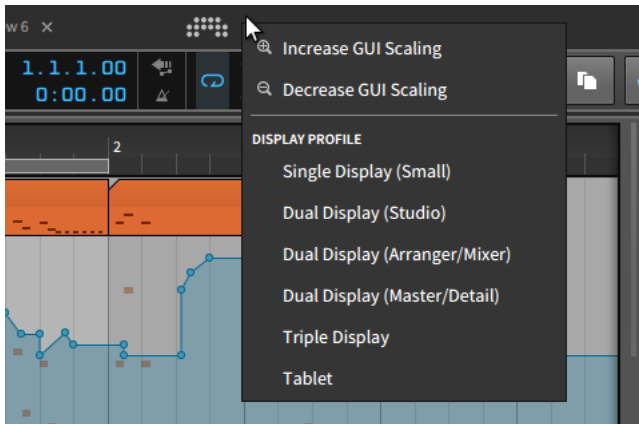 w 6 ×
Increase GUI Scaling
1.1.1.00
0:00.00
Decrease GUI Scaling
DISPLAY PROFILE
2
Single Display (Small)
Dual Display (Studio)
Dual Display (Arranger/Mixer)
Dual Display (Master/Detail)
Triple Display
Tablet